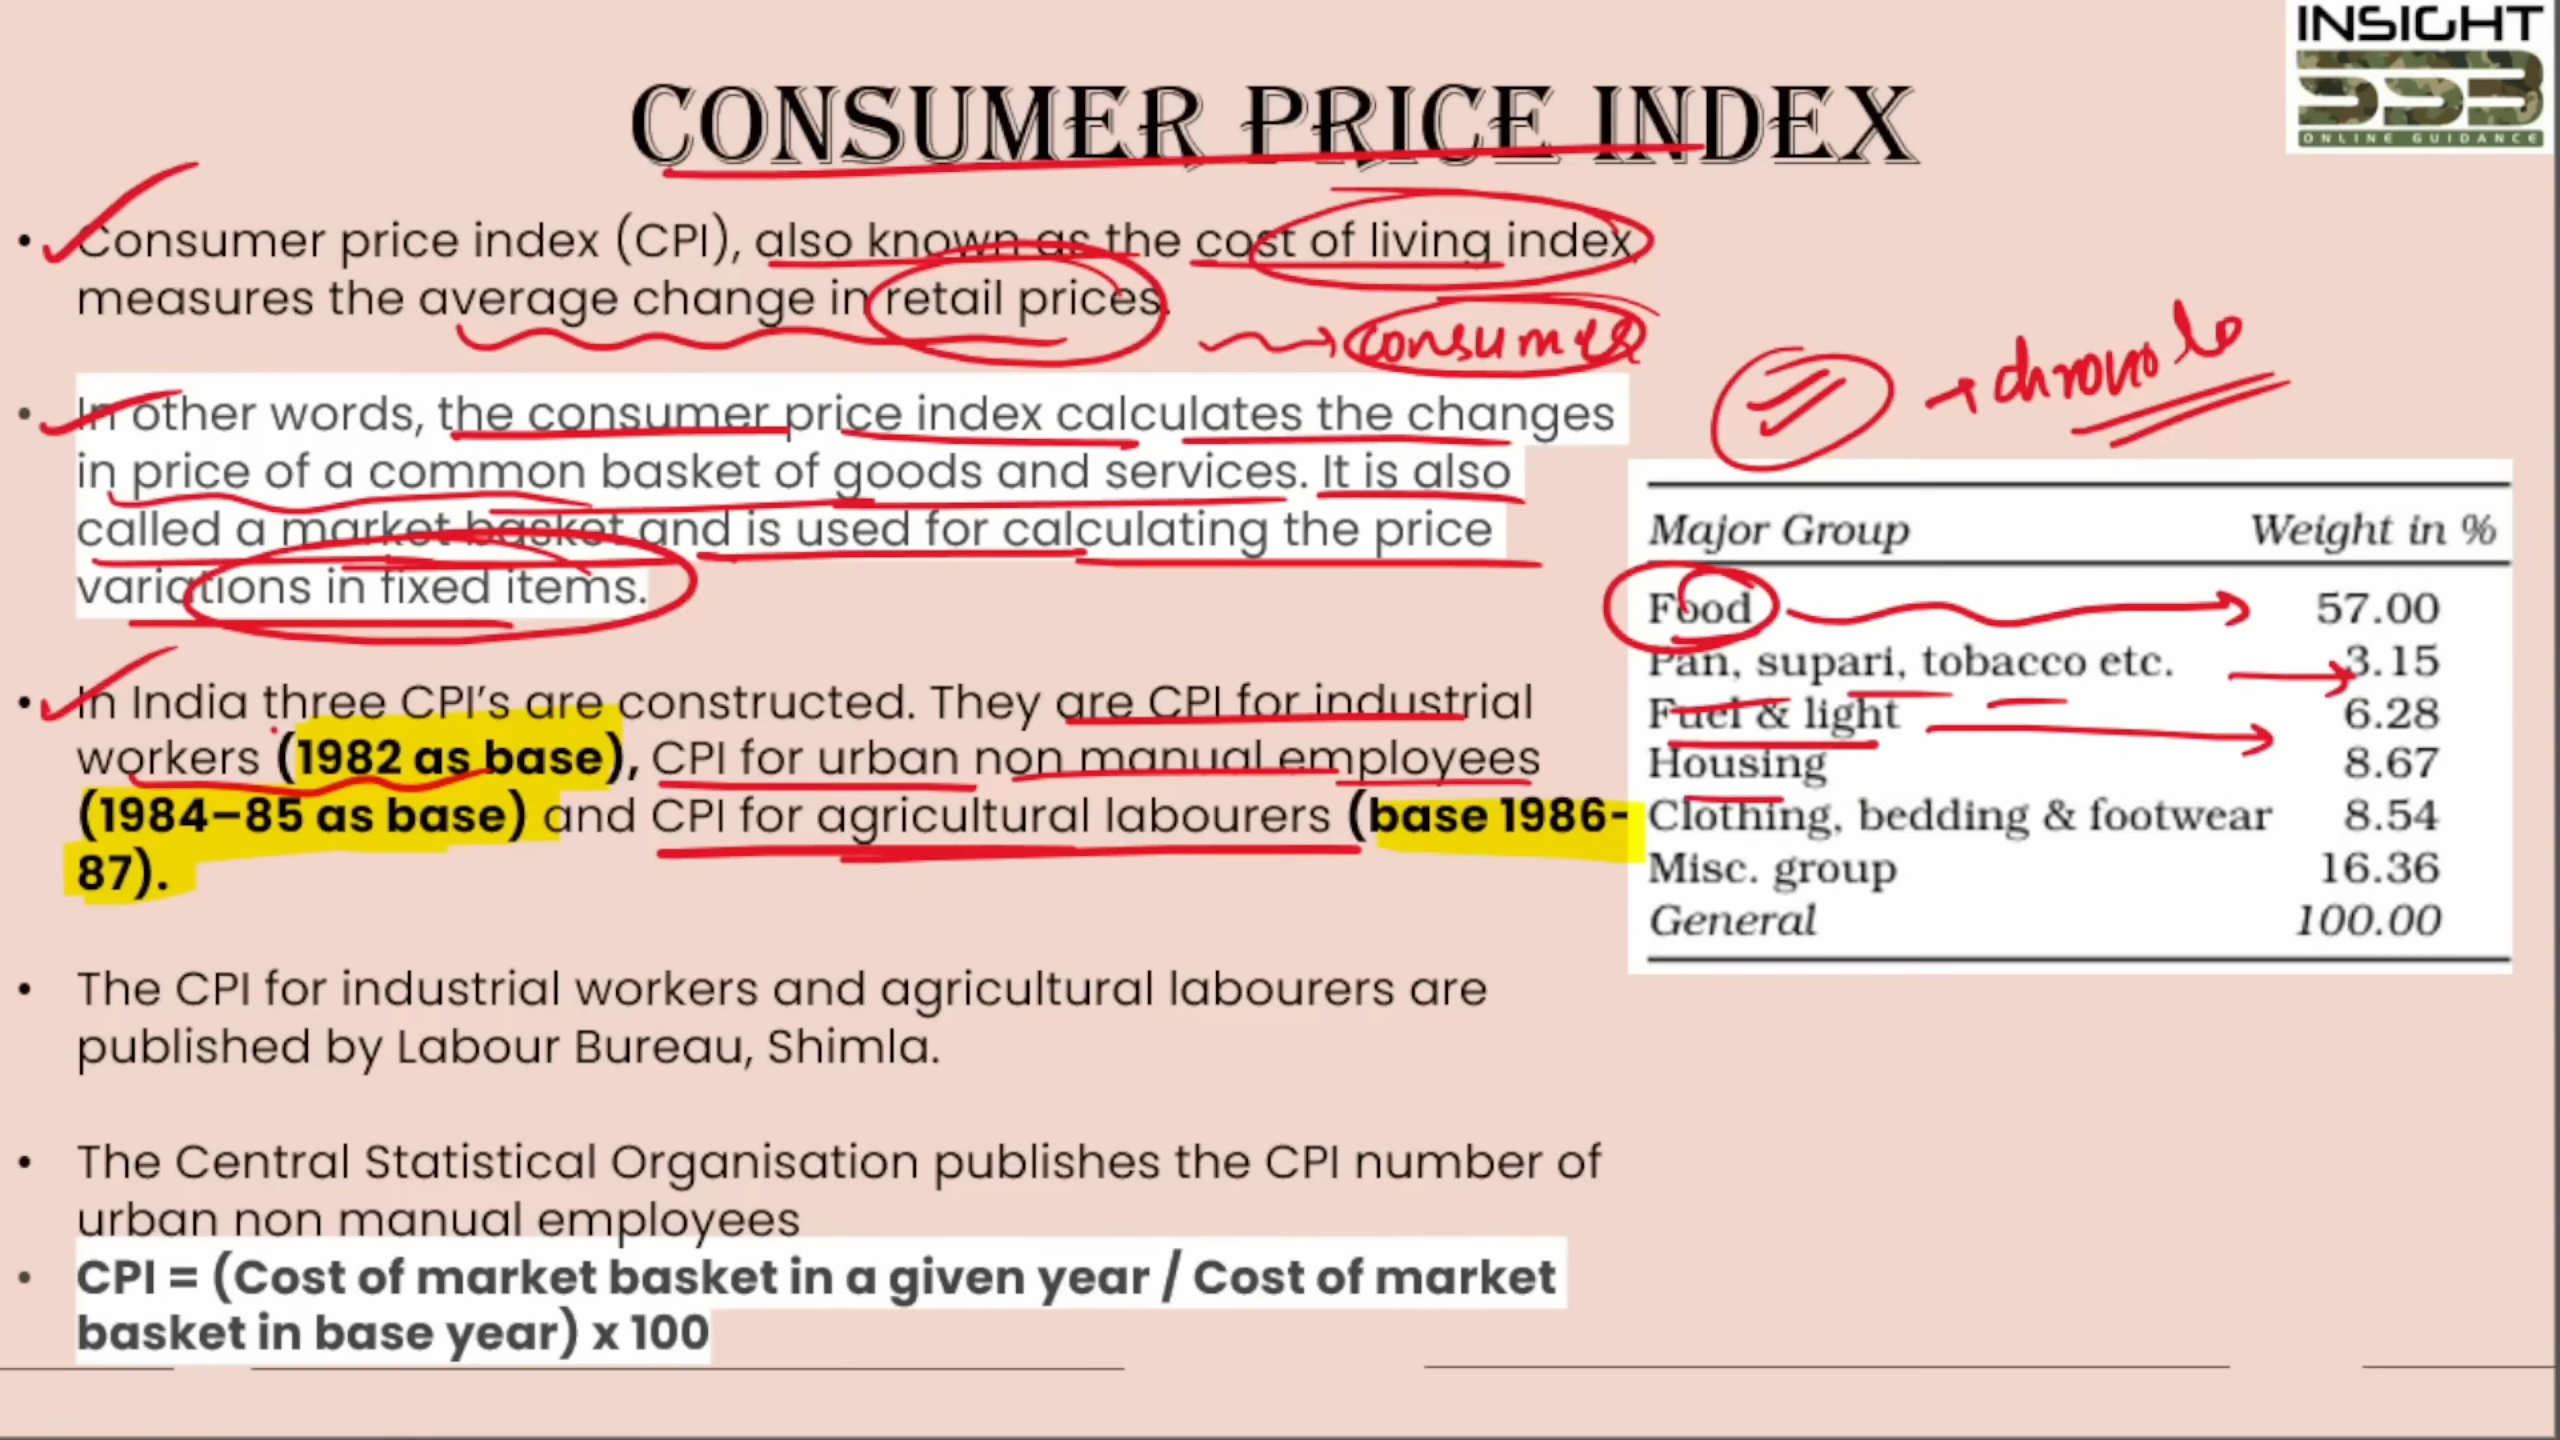 INSIGHT
SSB
ONLINE GUIDANCE
CONSUMER PRICE INDEX
• Consumer price index (CPI), also known as the cost of living index,
measures the average change in retail prices.
consumer
• In other words, the consumer price index calculates the changes
in price of a common basket of goods and services. It is also
called a market basket and is used for calculating the price
variations in fixed items.
• In India three CPI's are constructed. They are CPI for industrial
workers (1982 as base), CPI for urban non manual employees
(1984–85 as base) and CPI for agricultural labourers (base 1986-
87).
• The CPI for industrial workers and agricultural labourers are
published by Labour Bureau, Shimla.
• The Central Statistical Organisation publishes the CPI number of
urban non manual employees
• CPI = (Cost of market basket in a given year / Cost of market
basket in base year) x 100
Major Group Weight in %
Food 57.00
Pan, supari, tobacco etc. 3.15
Fuel & light 6.28
Housing 8.67
Clothing, bedding & footwear 8.54
Misc. group 16.36
General 100.00